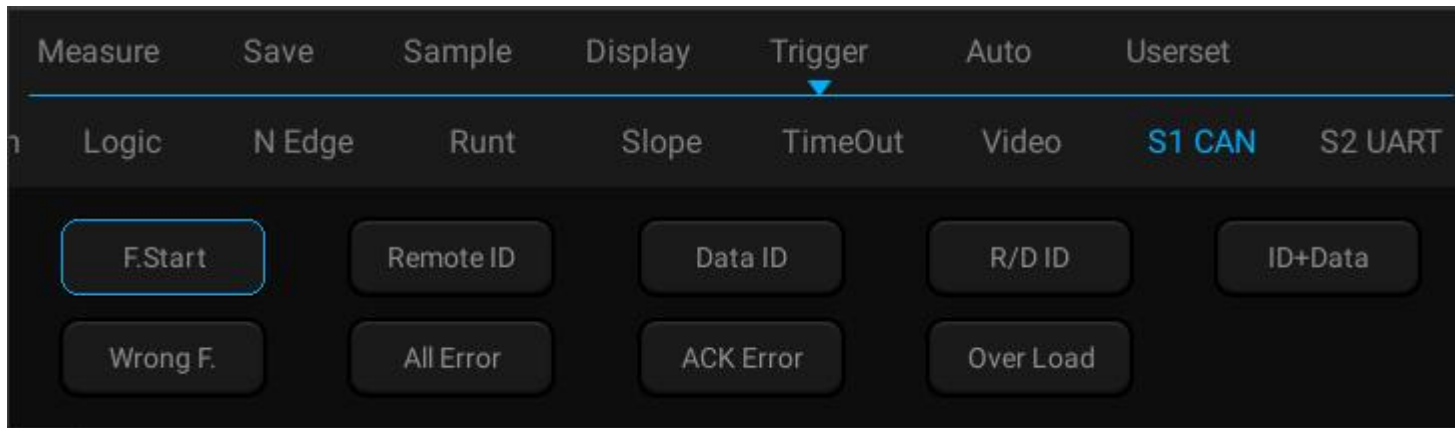 Measure Save Sample Display Trigger Auto Userset
Logic N Edge Runt Slope TimeOut Video S1 CAN S2 UART
F.Start Remote ID Data ID R/D ID ID+Data
Wrong F. All Error ACK Error Over Load